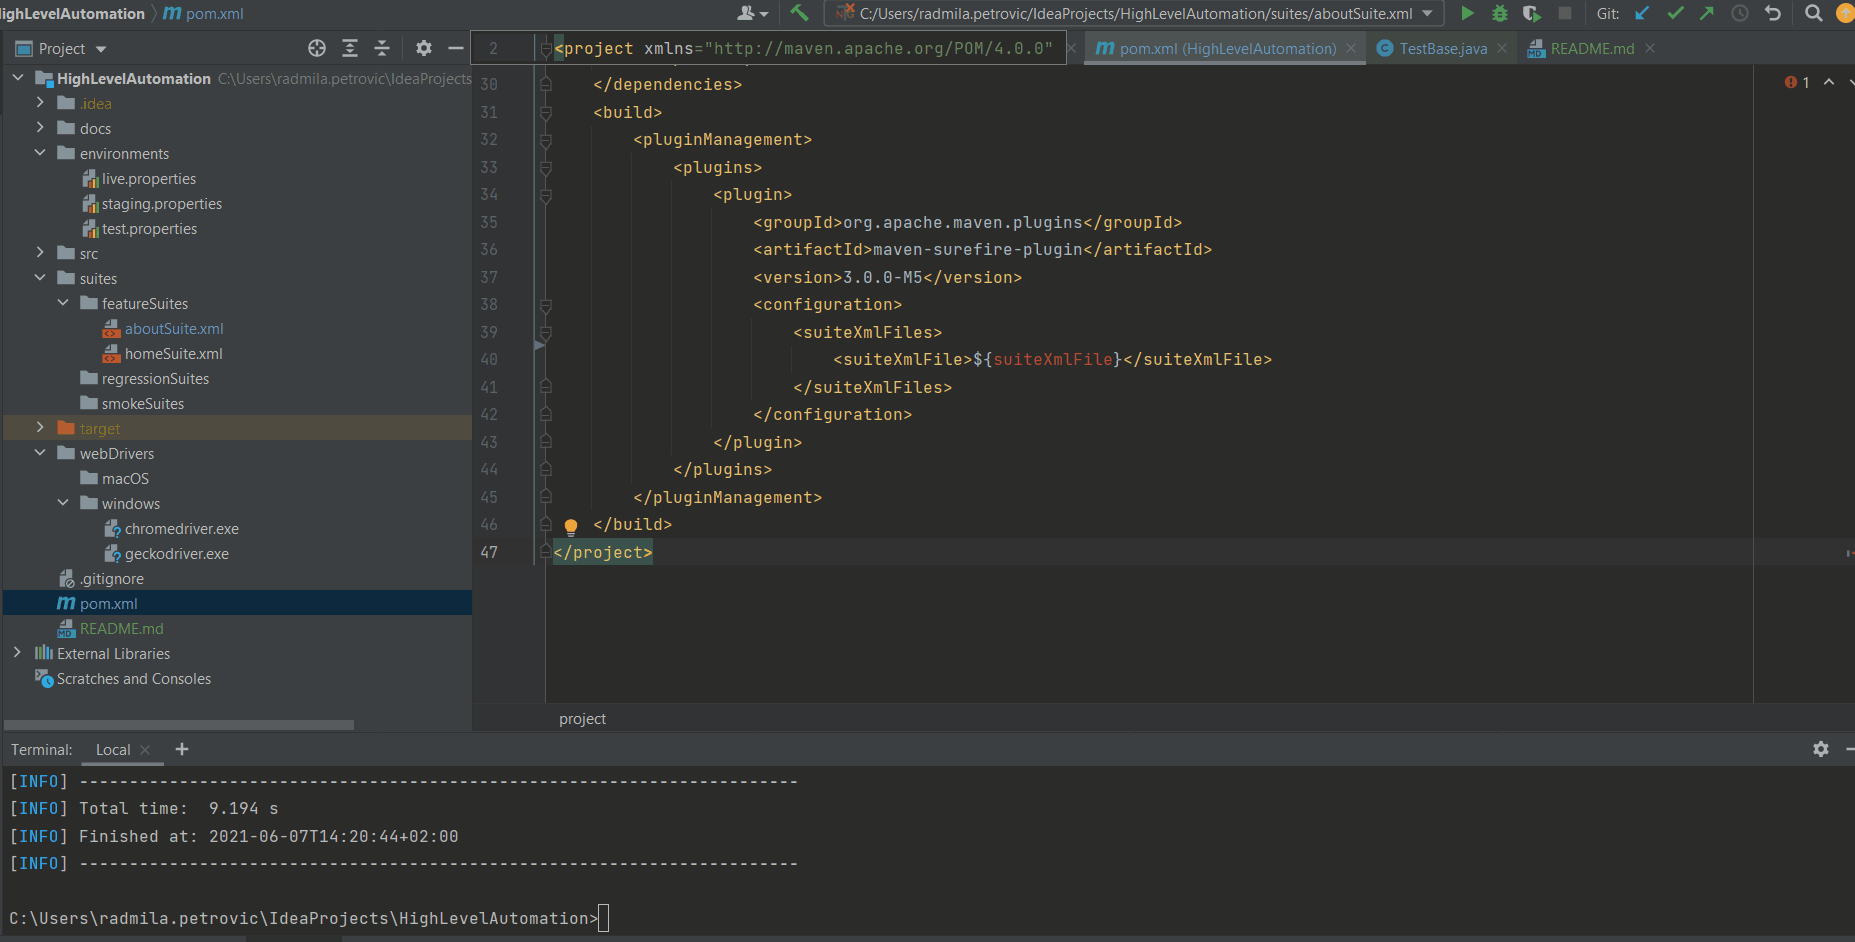 HighLevelAutomation
pom.xml
C:/Users/radmila.petrovic/IdeaProjects/HighLevelAutomation/suites/aboutSuite.xml
Git:
Project
2
<project xmlns="http://maven.apache.org/POM/4.0.0"
pom.xml (HighLevelAutomation)
TestBase.java
README.md
HighLevelAutomation C:\Users\radmila.petrovic\IdeaProjects
.idea
docs
environments
live.properties
staging.properties
test.properties
src
suites
featureSuites
aboutSuite.xml
homeSuite.xml
regressionSuites
smokeSuites
target
webDrivers
macOS
windows
chromedriver.exe
geckodriver.exe
.gitignore
pom.xml
README.md
External Libraries
Scratches and Consoles
1
30 </dependencies>
31 <build>
32 <pluginManagement>
33 <plugins>
34 <plugin>
35 <groupId>org.apache.maven.plugins</groupId>
36 <artifactId>maven-surefire-plugin</artifactId>
37 <version>3.0.0-M5</version>
38 <configuration>
39 <suiteXmlFiles>
40 <suiteXmlFile>${suiteXmlFile}</suiteXmlFile>
41 </suiteXmlFiles>
42 </configuration>
43 </plugin>
44 </plugins>
45 </pluginManagement>
46 </build>
47 </project>
project
Terminal: Local
[INFO] ------------------------------------------------------------------------
[INFO] Total time:  9.194 s
[INFO] Finished at: 2021-06-07T14:20:44+02:00
[INFO] ------------------------------------------------------------------------
C:\Users\radmila.petrovic\IdeaProjects\HighLevelAutomation>